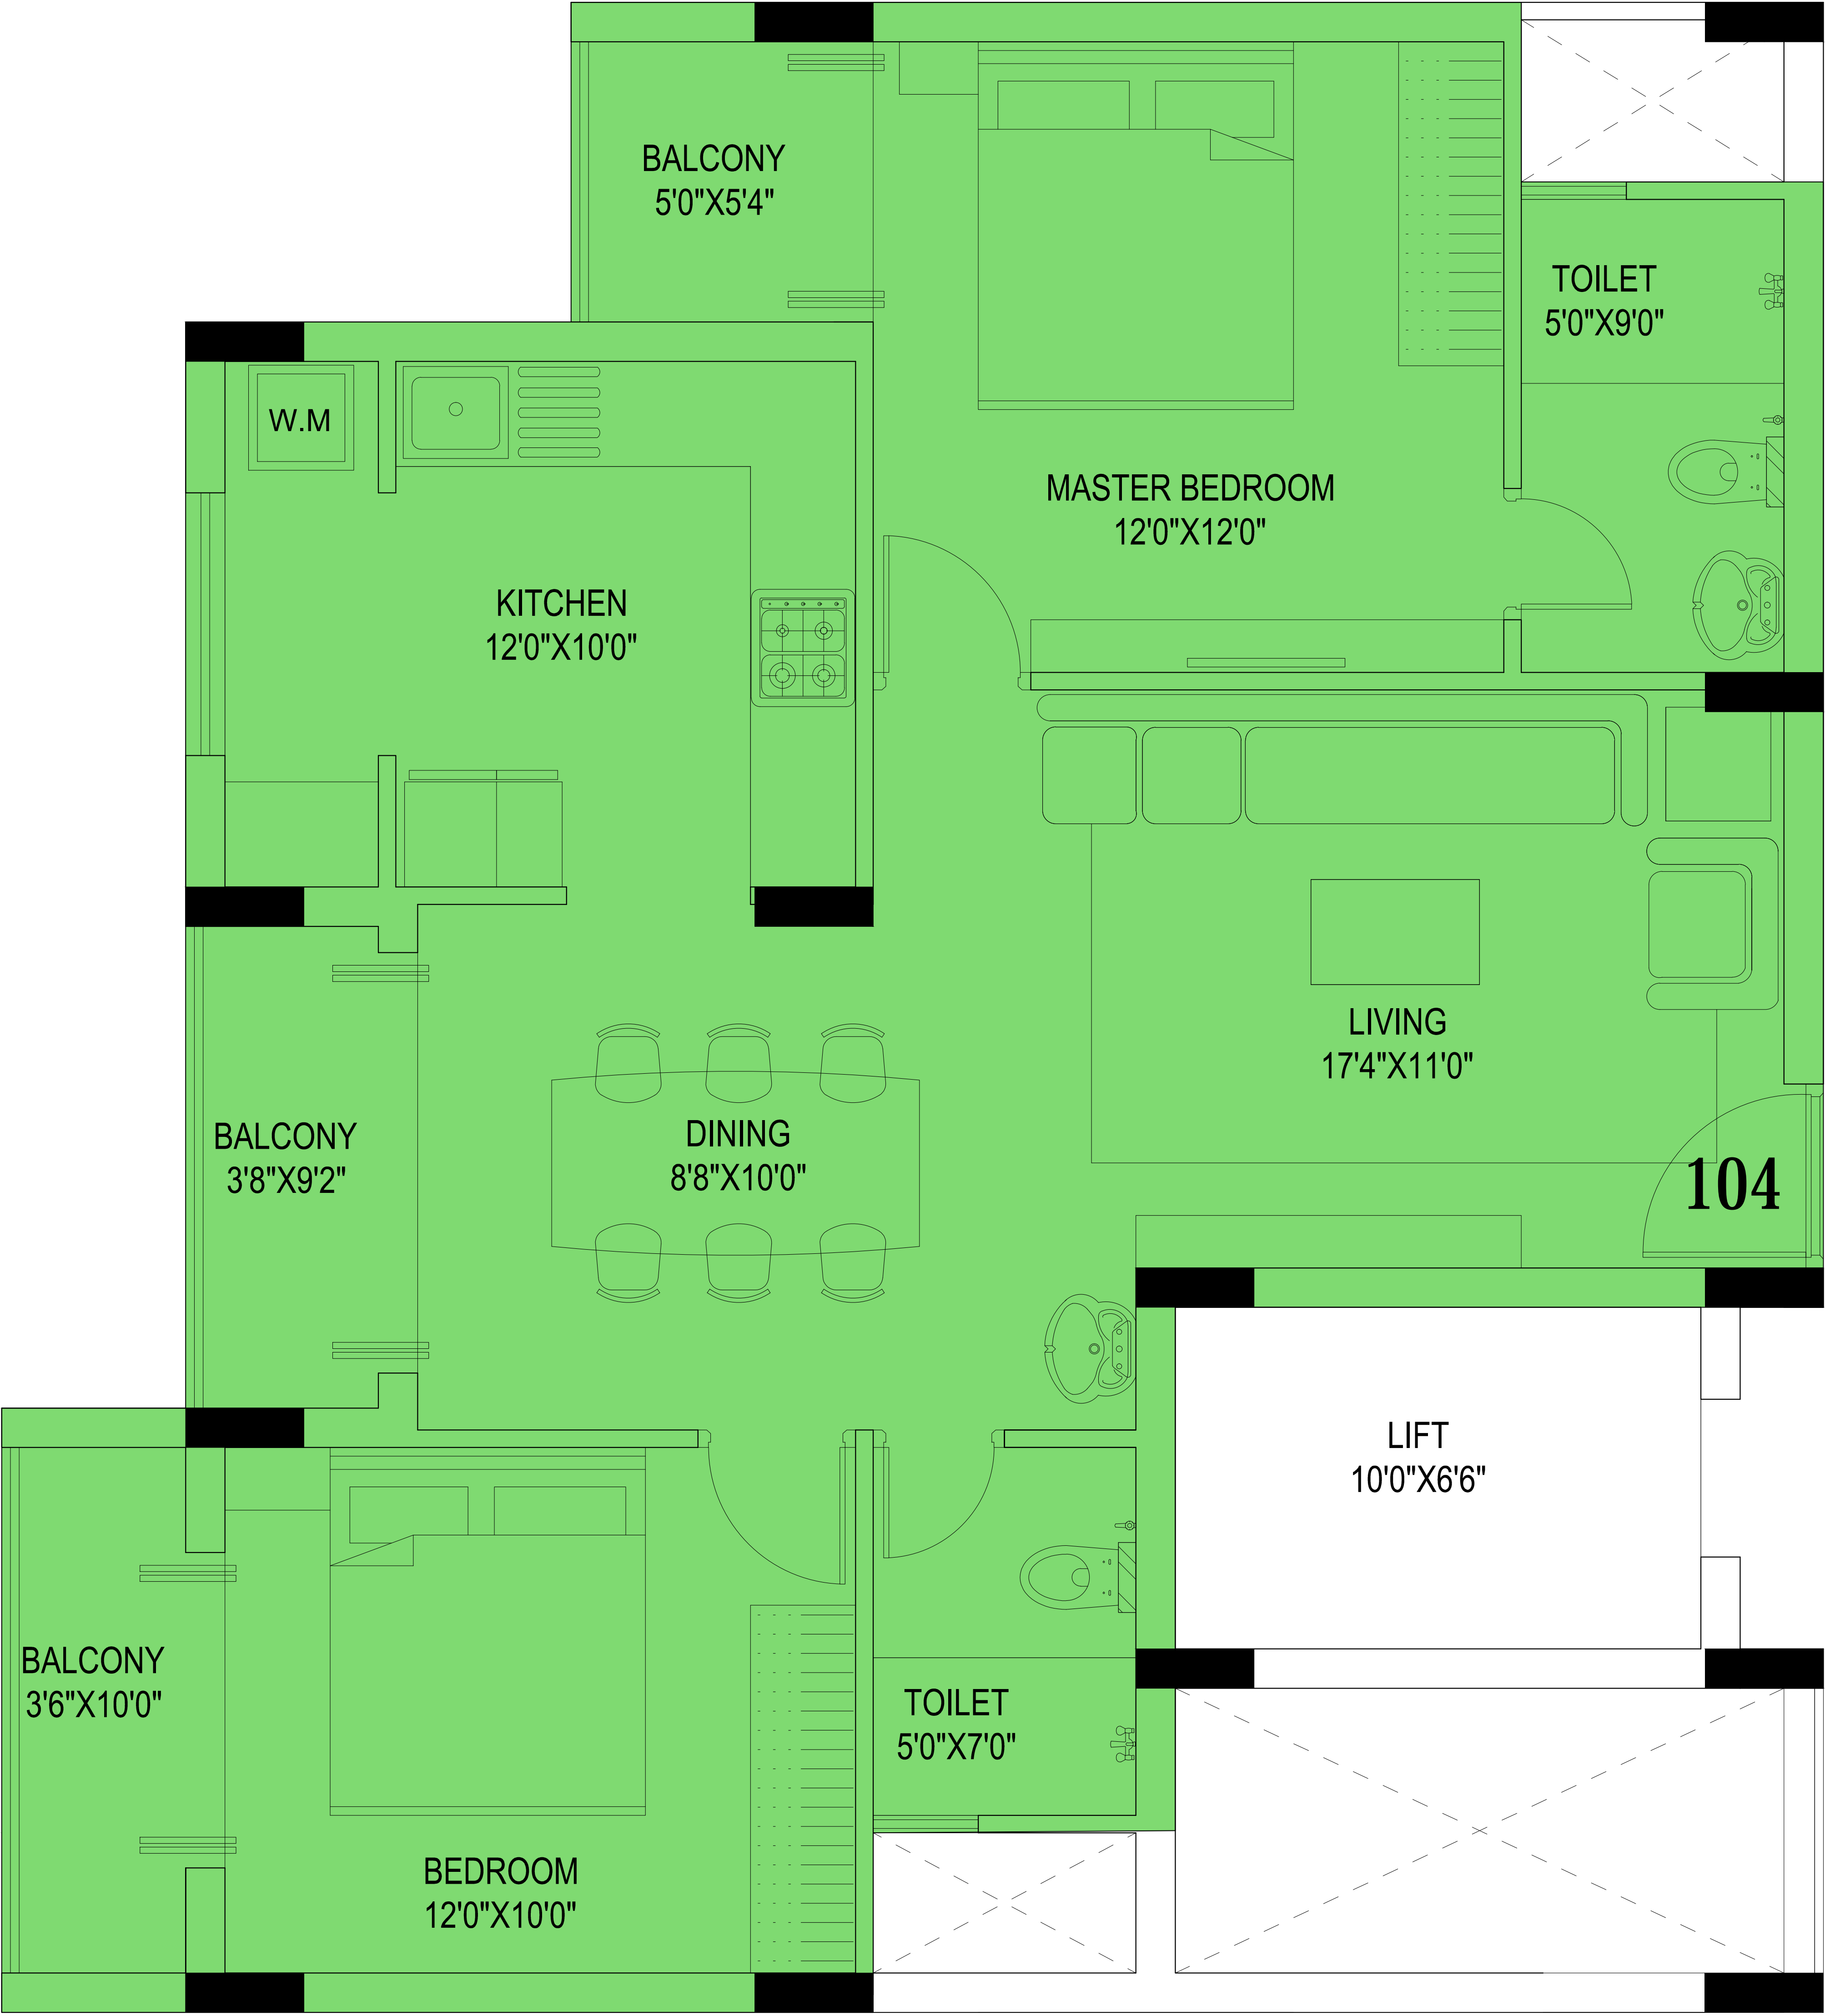 BALCONY
5'0"X5'4"
TOILET
5'0"X9'0"
W.M
MASTER BEDROOM
12'0"X12'0"
KITCHEN
12'0"X10'0"
LIVING
17'4"X11'0"
BALCONY
3'8"X9'2"
DINING
8'8"X10'0"
104
LIFT
10'0"X6'6"
BALCONY
3'6"X10'0"
TOILET
5'0"X7'0"
BEDROOM
12'0"X10'0"